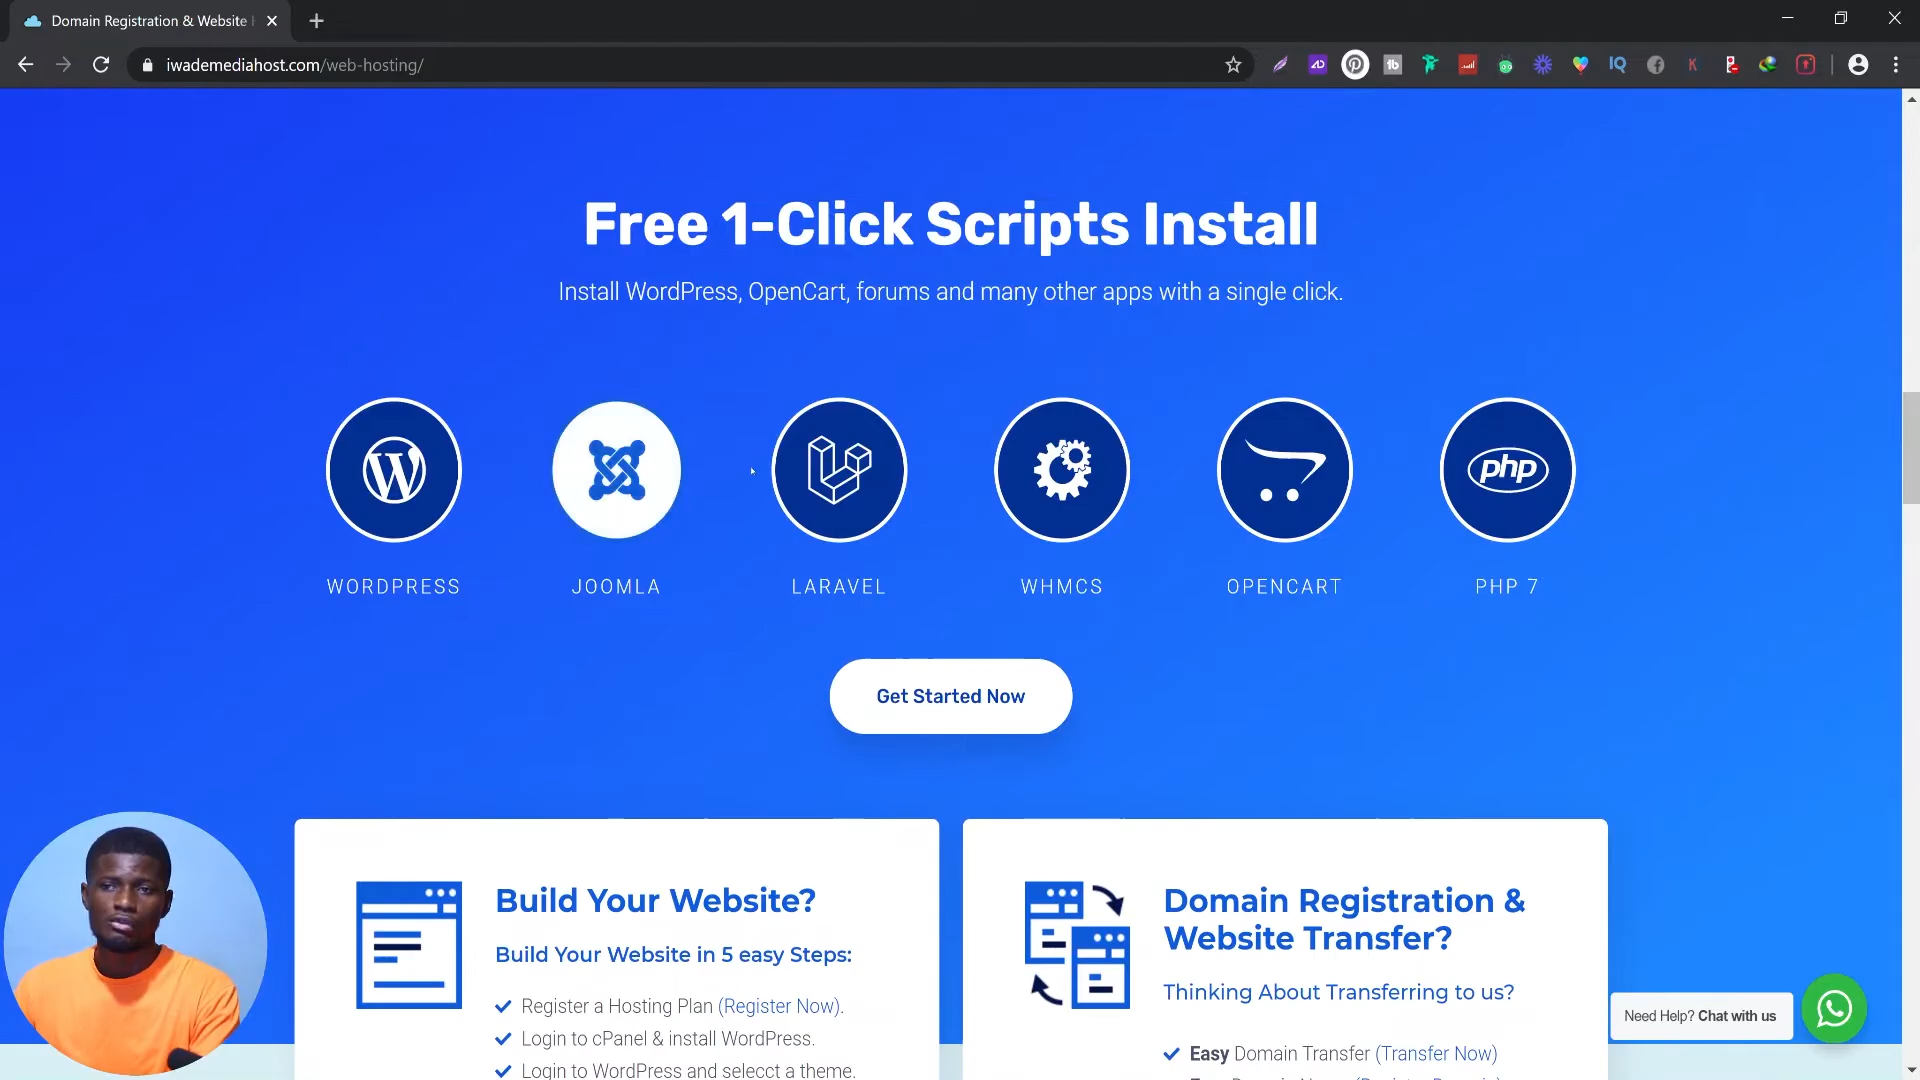 Domain Registration & Website
iwademediahost.com/web-hosting/
Free 1-Click Scripts Install
Install WordPress, OpenCart, forums and many other apps with a single click.
php
WORDPRESS
JOOMLA
LARAVEL
WHMCS
OPENCART
PHP 7
Get Started Now
Build Your Website?
Build Your Website in 5 easy Steps:
Register a Hosting Plan (Register Now).
Login to cPanel & install WordPress.
Login to WordPress and selecct a theme.
Domain Registration &
Website Transfer?
Thinking About Transferring to us?
Easy Domain Transfer (Transfer Now)
Need Help? Chat with us